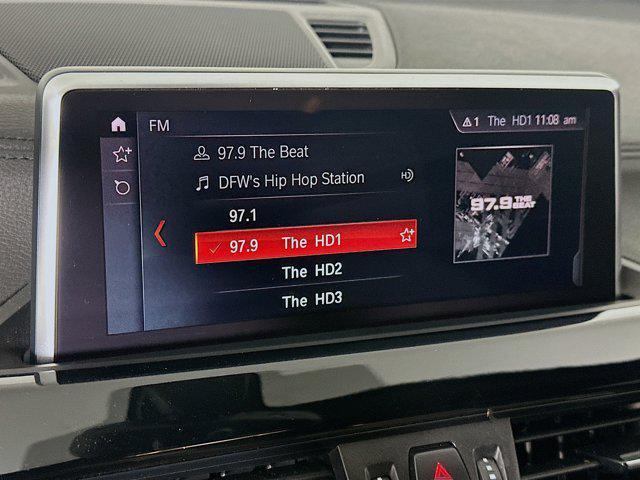 FM
1 The HD1 11:08 am
97.9 The Beat
DFW's Hip Hop Station HD
97.1
97.9 The HD1
The HD2
The HD3
97.9 THE BEAT